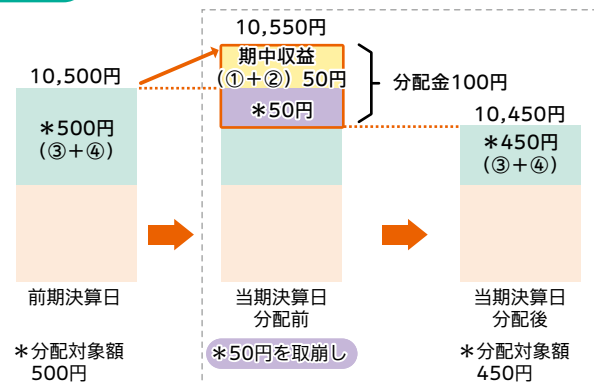 10,550円
期中収益
（①＋②）50円
＊50円
分配金100円
10,500円
＊500円
（③＋④）
10,450円
＊450円
（③＋④）
前期決算日
当期決算日
分配前
当期決算日
分配後
＊分配対象額
500円
＊50円を取崩し
＊分配対象額
450円